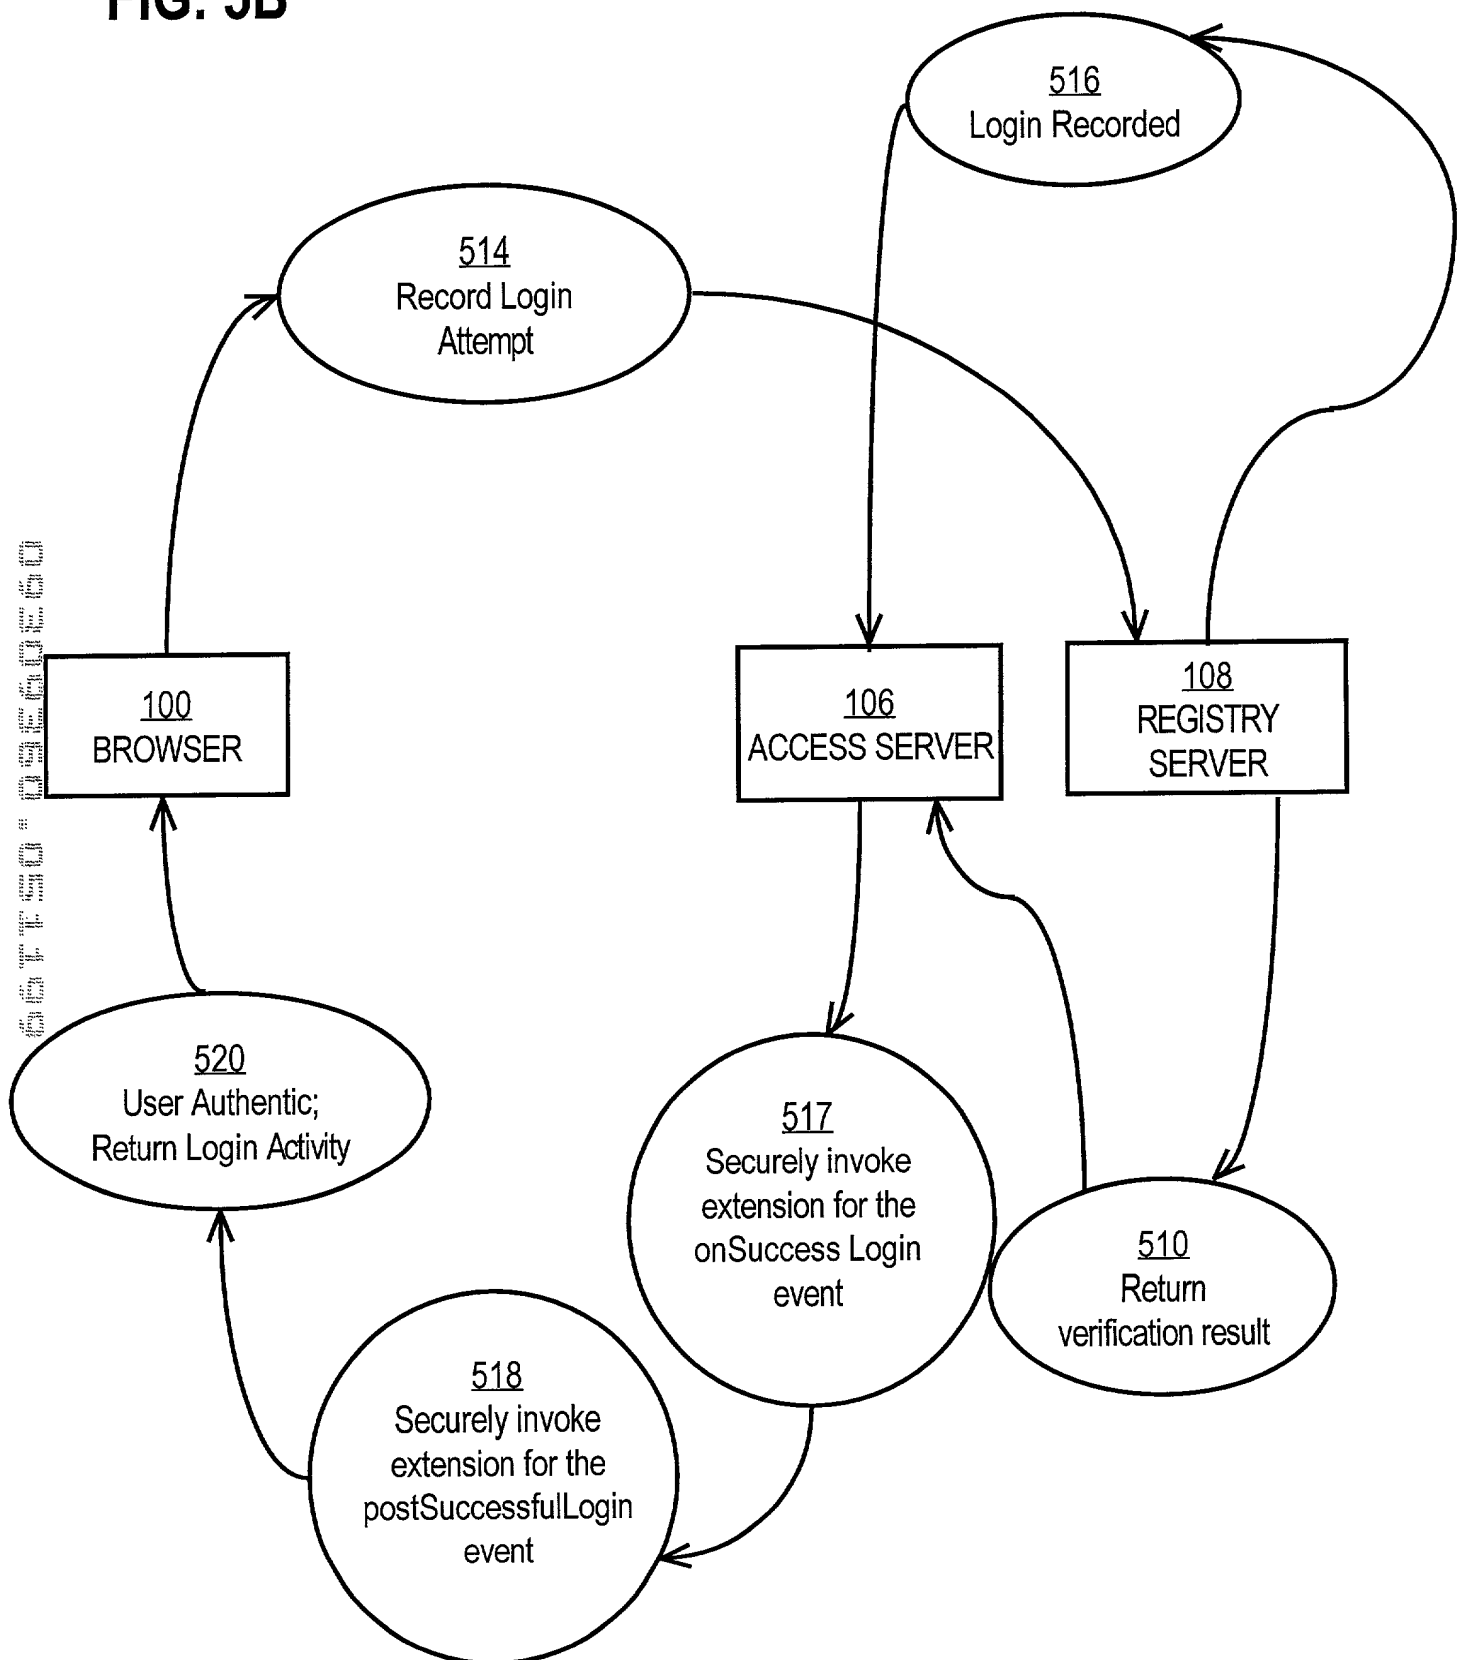 FIG. 5B
516
Login Recorded
514
Record Login
Attempt
100
BROWSER
106
ACCESS SERVER
108
REGISTRY
SERVER
520
User Authentic;
Return Login Activity
517
Securely invoke
extension for the
onSuccess Login
event
510
Return
verification result
518
Securely invoke
extension for the
postSuccessfulLogin
event